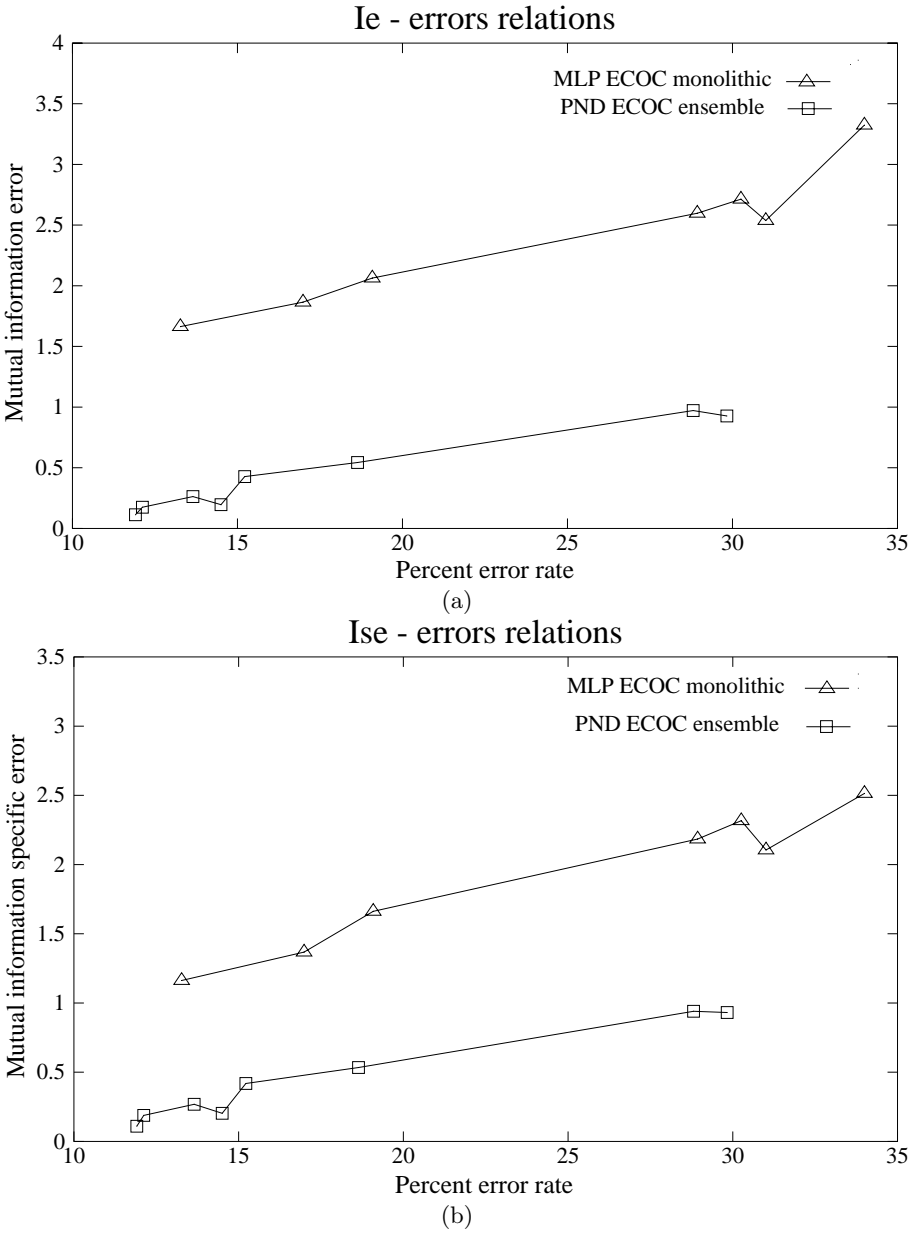 Ie - errors relations
4
3.5
3
2.5
2
1.5
1
0.5
0
MLP ECOC monolithic
PND ECOC ensemble
Mutual information error
10 15 20 25 30 35
Percent error rate
(a)
Ise - errors relations
3.5
3
2.5
2
1.5
1
0.5
0
MLP ECOC monolithic
PND ECOC ensemble
Mutual information specific error
10 15 20 25 30 35
Percent error rate
(b)